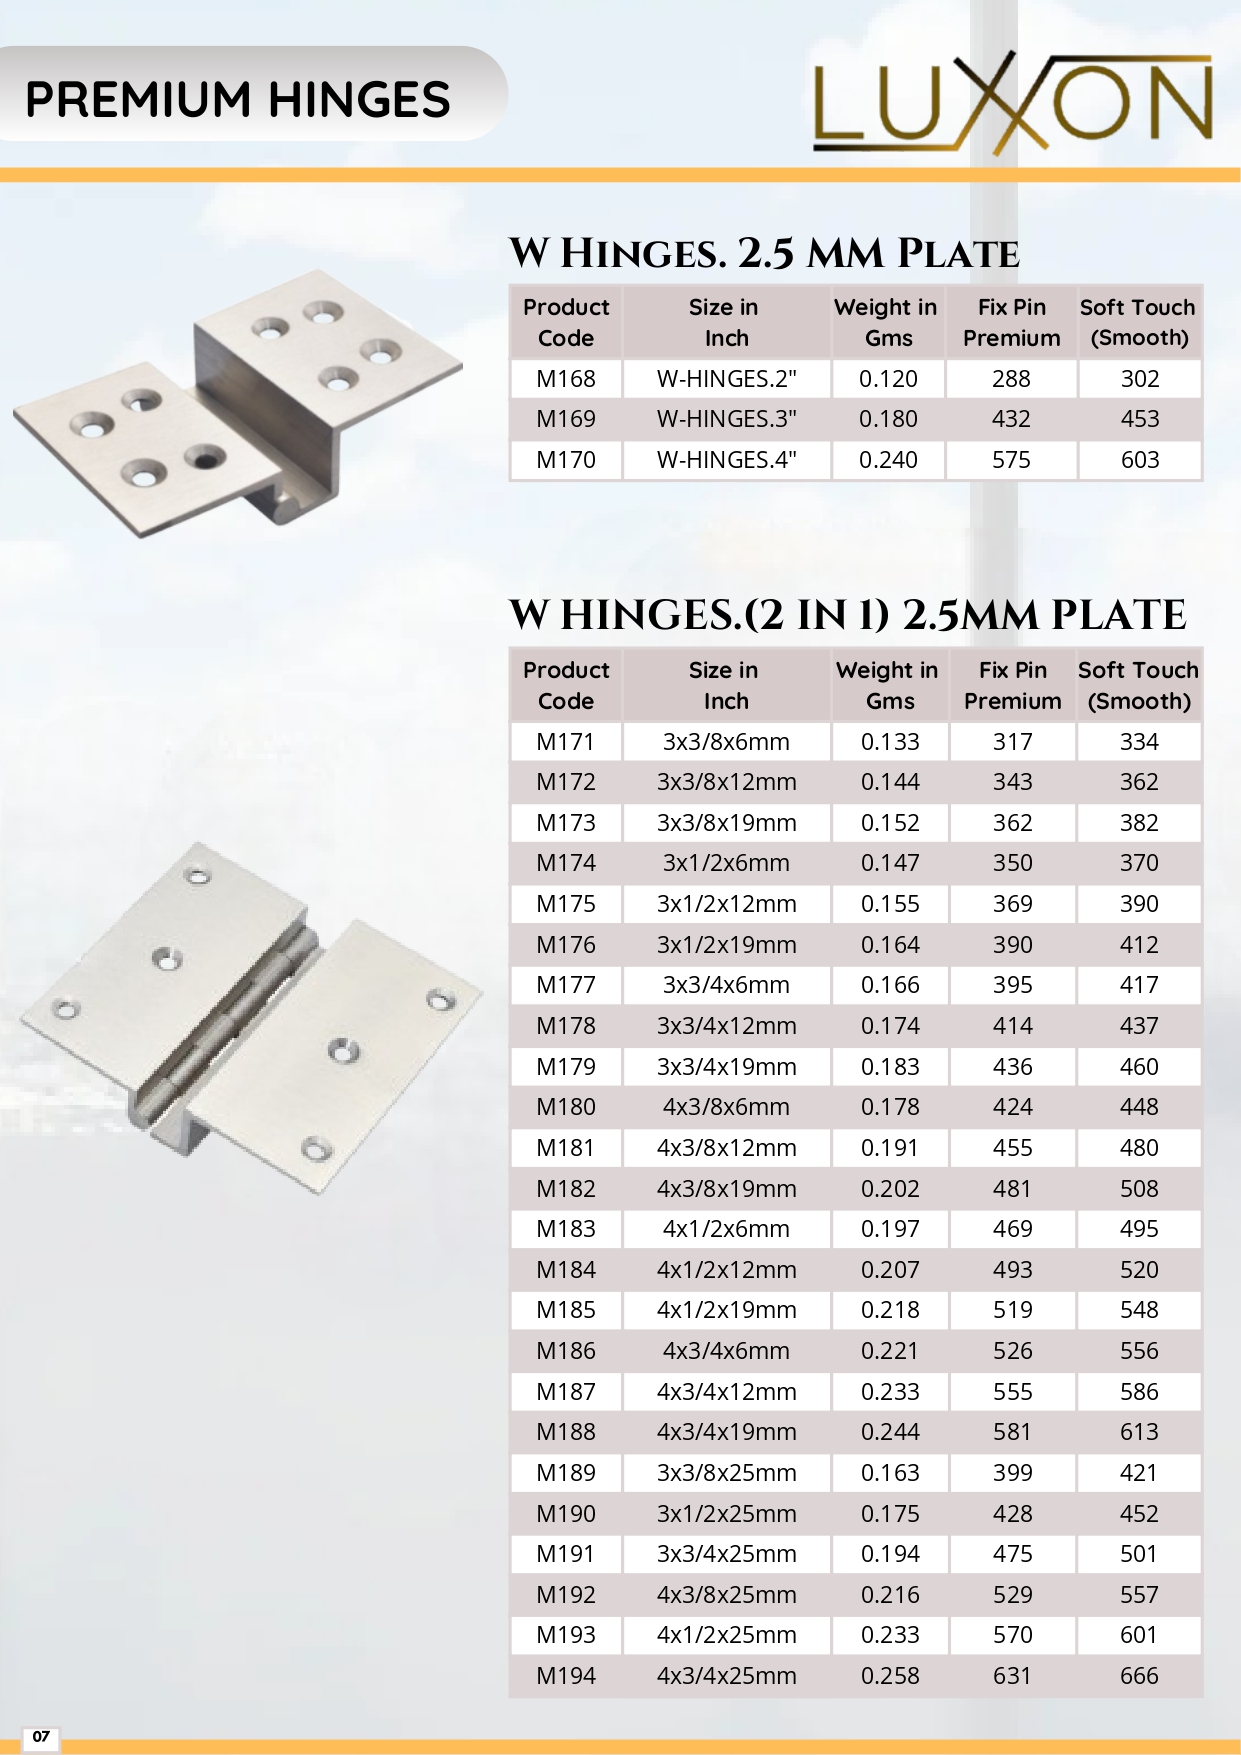 PREMIUM HINGES
LUXXON
W HINGES. 2.5 MM PLATE
Product Code Size in Inch Weight in Gms Fix Pin Premium Soft Touch (Smooth)
M168 W-HINGES.2" 0.120 288 302
M169 W-HINGES.3" 0.180 432 453
M170 W-HINGES.4" 0.240 575 603
W HINGES.(2 IN 1) 2.5MM PLATE
Product Code Size in Inch Weight in Gms Fix Pin Premium Soft Touch (Smooth)
M171 3x3/8x6mm 0.133 317 334
M172 3x3/8x12mm 0.144 343 362
M173 3x3/8x19mm 0.152 362 382
M174 3x1/2x6mm 0.147 350 370
M175 3x1/2x12mm 0.155 369 390
M176 3x1/2x19mm 0.164 390 412
M177 3x3/4x6mm 0.166 395 417
M178 3x3/4x12mm 0.174 414 437
M179 3x3/4x19mm 0.183 436 460
M180 4x3/8x6mm 0.178 424 448
M181 4x3/8x12mm 0.191 455 480
M182 4x3/8x19mm 0.202 481 508
M183 4x1/2x6mm 0.197 469 495
M184 4x1/2x12mm 0.207 493 520
M185 4x1/2x19mm 0.218 519 548
M186 4x3/4x6mm 0.221 526 556
M187 4x3/4x12mm 0.233 555 586
M188 4x3/4x19mm 0.244 581 613
M189 3x3/8x25mm 0.163 399 421
M190 3x1/2x25mm 0.175 428 452
M191 3x3/4x25mm 0.194 475 501
M192 4x3/8x25mm 0.216 529 557
M193 4x1/2x25mm 0.233 570 601
M194 4x3/4x25mm 0.258 631 666
07